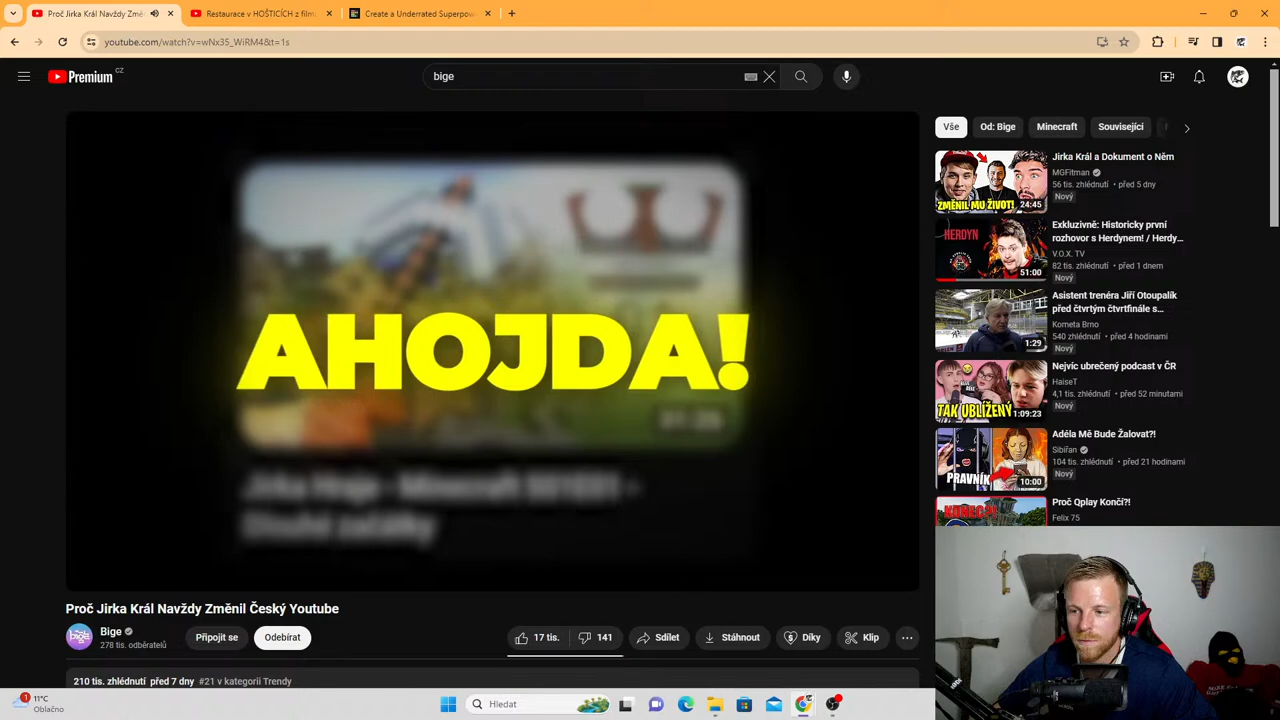 Proč Jirka Král Navždy Změn
Restaurace v HOŠTICÍCH z film
Create a Underrated Superpow
youtube.com/watch?v=wNx35_WiRM4&t=1s
Premium CZ
bige
AHOJDA!
Proč Jirka Král Navždy Změnil Český Youtube
Bige
278 tis. odběratelů
Připojit se
Odebírat
17 tis.
141
Sdílet
Stáhnout
Díky
Klip
210 tis. zhlédnutí před 7 dny #21 v kategorii Trendy
Vše
Od: Bige
Minecraft
Související
ZMĚNIL MU ŽIVOT!
24:45
Jirka Král a Dokument o Něm
MGFitman
56 tis. zhlédnutí • před 5 dny
Nový
HERDYN
51:00
Exkluzivně: Historicky první
rozhovor s Herdynem! / Herdy...
V.O.X. TV
82 tis. zhlédnutí • před 1 dnem
Nový
1:29
Asistent trenéra Jiří Otoupalík
před čtvrtým čtvrtfinále s...
Kometa Brno
540 zhlédnutí • před 4 hodinami
Nový
TAK UBLÍŽENÝ
1:09:23
Nejvíc ubrečený podcast v ČR
HaiseT
4,1 tis. zhlédnutí • před 52 minutami
Nový
PRAVNÍK
10:00
Adéla Mě Bude Žalovat?!
Sibiřan
104 tis. zhlédnutí • před 21 hodinami
Nový
KONEC?!
Proč Qplay Končí?!
Felix 75
1
11°C
Oblačno
Hledat